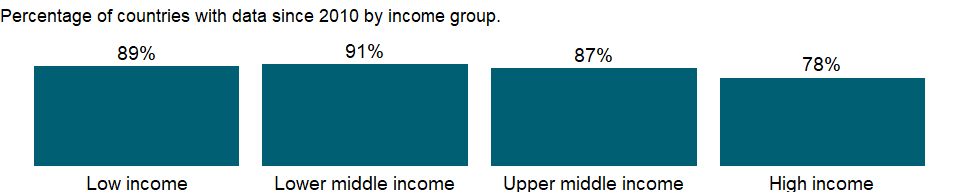 Percentage of countries with data since 2010 by income group.
89%
91%
87%
78%
Low income
Lower middle income
Upper middle income
High income